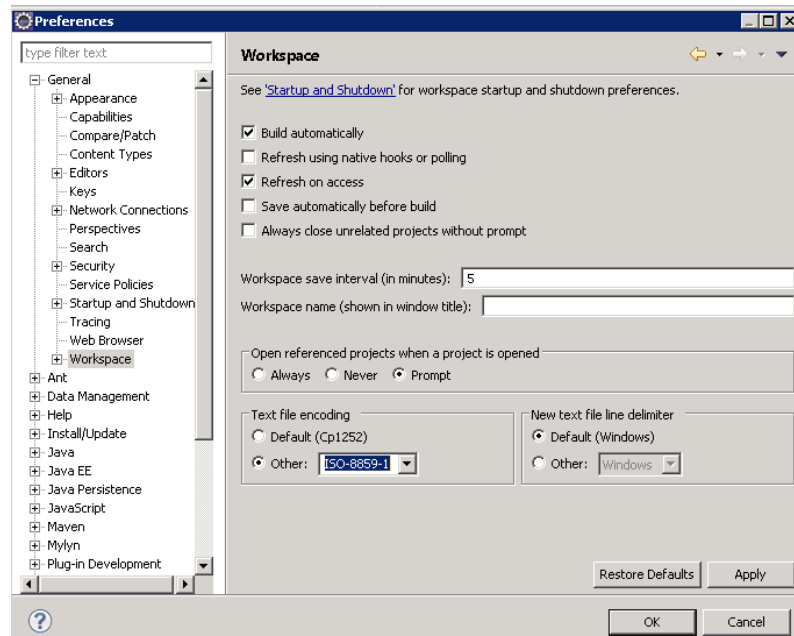 Preferences
type filter text
General
Appearance
Capabilities
Compare/Patch
Content Types
Editors
Keys
Network Connections
Perspectives
Search
Security
Service Policies
Startup and Shutdown
Tracing
Web Browser
Workspace
Ant
Data Management
Help
Install/Update
Java
Java EE
Java Persistence
JavaScript
Maven
Mylyn
Plug-in Development
Workspace
See 'Startup and Shutdown' for workspace startup and shutdown preferences.
Build automatically
Refresh using native hooks or polling
Refresh on access
Save automatically before build
Always close unrelated projects without prompt
Workspace save interval (in minutes): 5
Workspace name (shown in window title):
Open referenced projects when a project is opened
Always Never Prompt
Text file encoding
Default (Cp1252)
Other: ISO-8859-1
New text file line delimiter
Default (Windows)
Other: Windows
Restore Defaults Apply
? OK Cancel